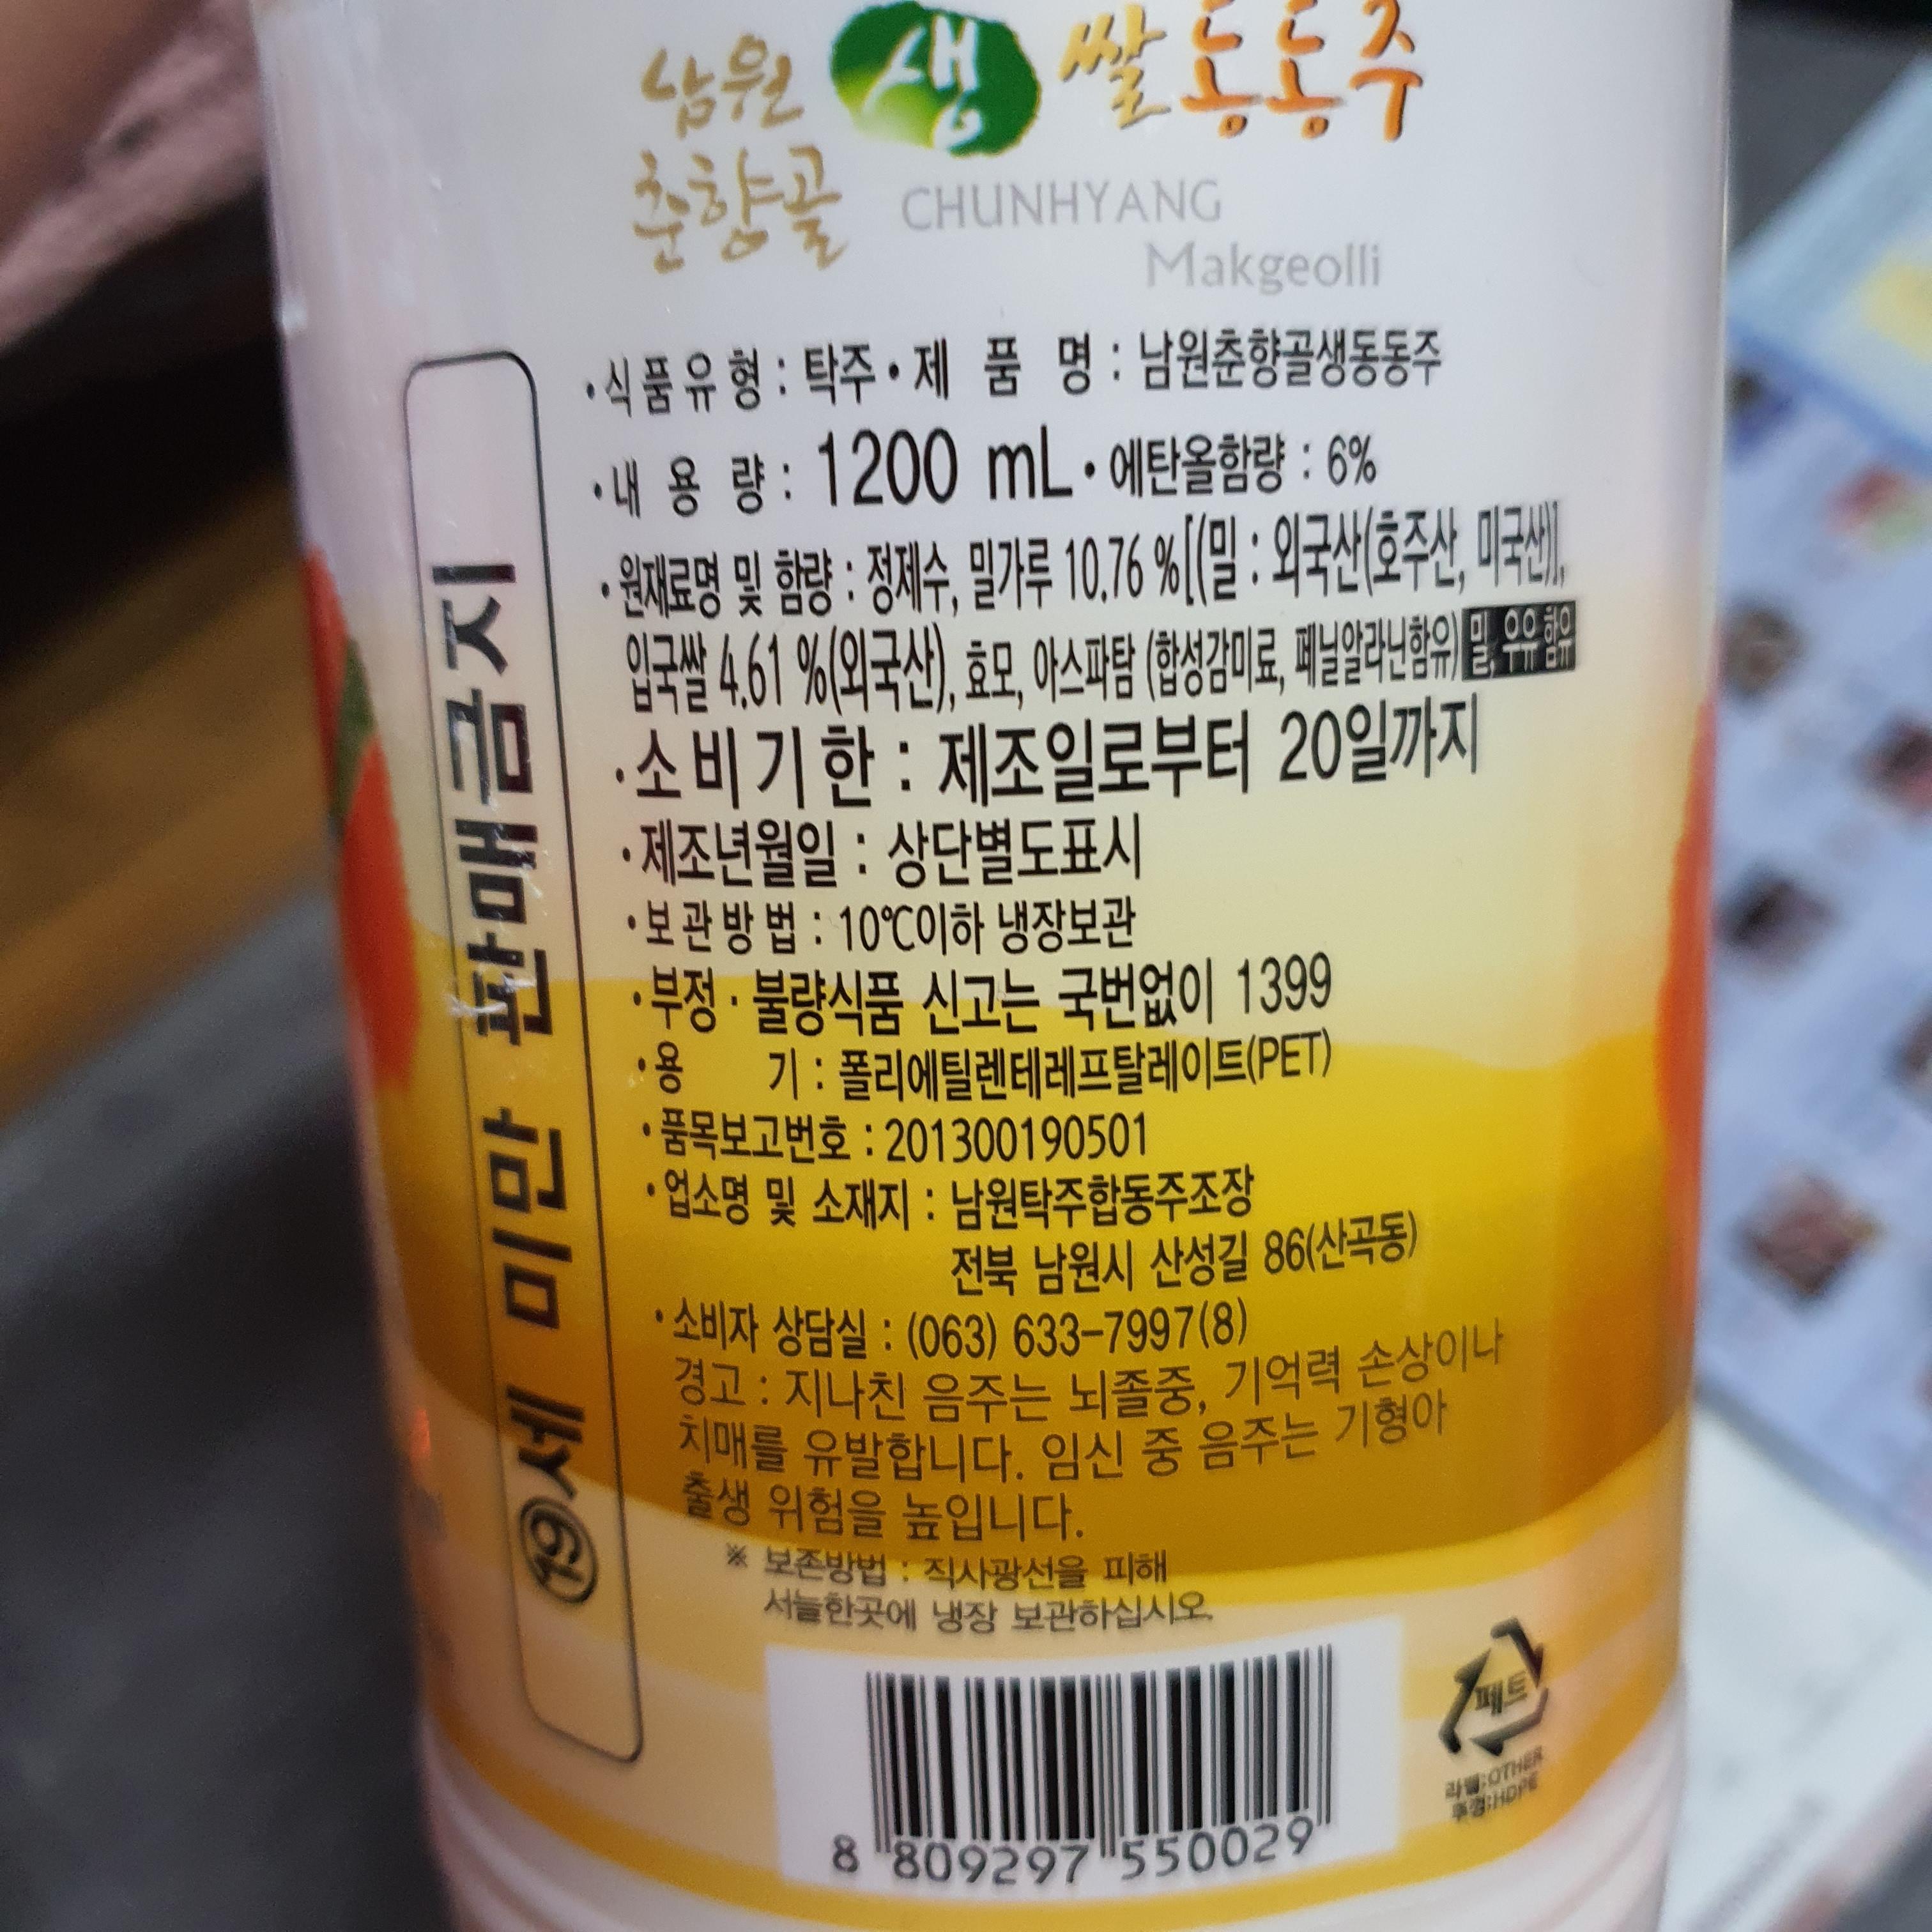 남원 생 쌀동동주
춘향골 CHUNHYANG
Makgeolli
•식품유형 : 탁주 • 제 품 명 : 남원춘향골생동동주
•내 용 량 : 1200 mL • 에탄올함량 : 6%
•원재료명 및 함량 : 정제수, 밀가루 10.76 %[(밀 : 외국산(호주산, 미국산)],
입국쌀 4.61 %(외국산), 효모, 아스파탐 (합성감미료, 페닐알라닌함유) 밀, 우유 함유
•소비기한 : 제조일로부터 20일까지
•제조년월일 : 상단별도표시
•보관방법 : 10℃이하 냉장보관
•부정 · 불량식품 신고는 국번없이 1399
•용 기 : 폴리에틸렌테레프탈레이트(PET)
•품목보고번호 : 201300190501
•업소명 및 소재지 : 남원탁주합동주조장
전북 남원시 산성길 86(산곡동)
•소비자 상담실 : (063) 633-7997(8)
경고 : 지나친 음주는 뇌졸중, 기억력 손상이나
치매를 유발합니다. 임신 중 음주는 기형아
출생 위험을 높입니다.
※ 보존방법 : 직사광선을 피해
서늘한곳에 냉장 보관하십시오.
⑲세 미만 판매금지
페트
라벨:OTHER
뚜껑:HDPE
8 809297 550029